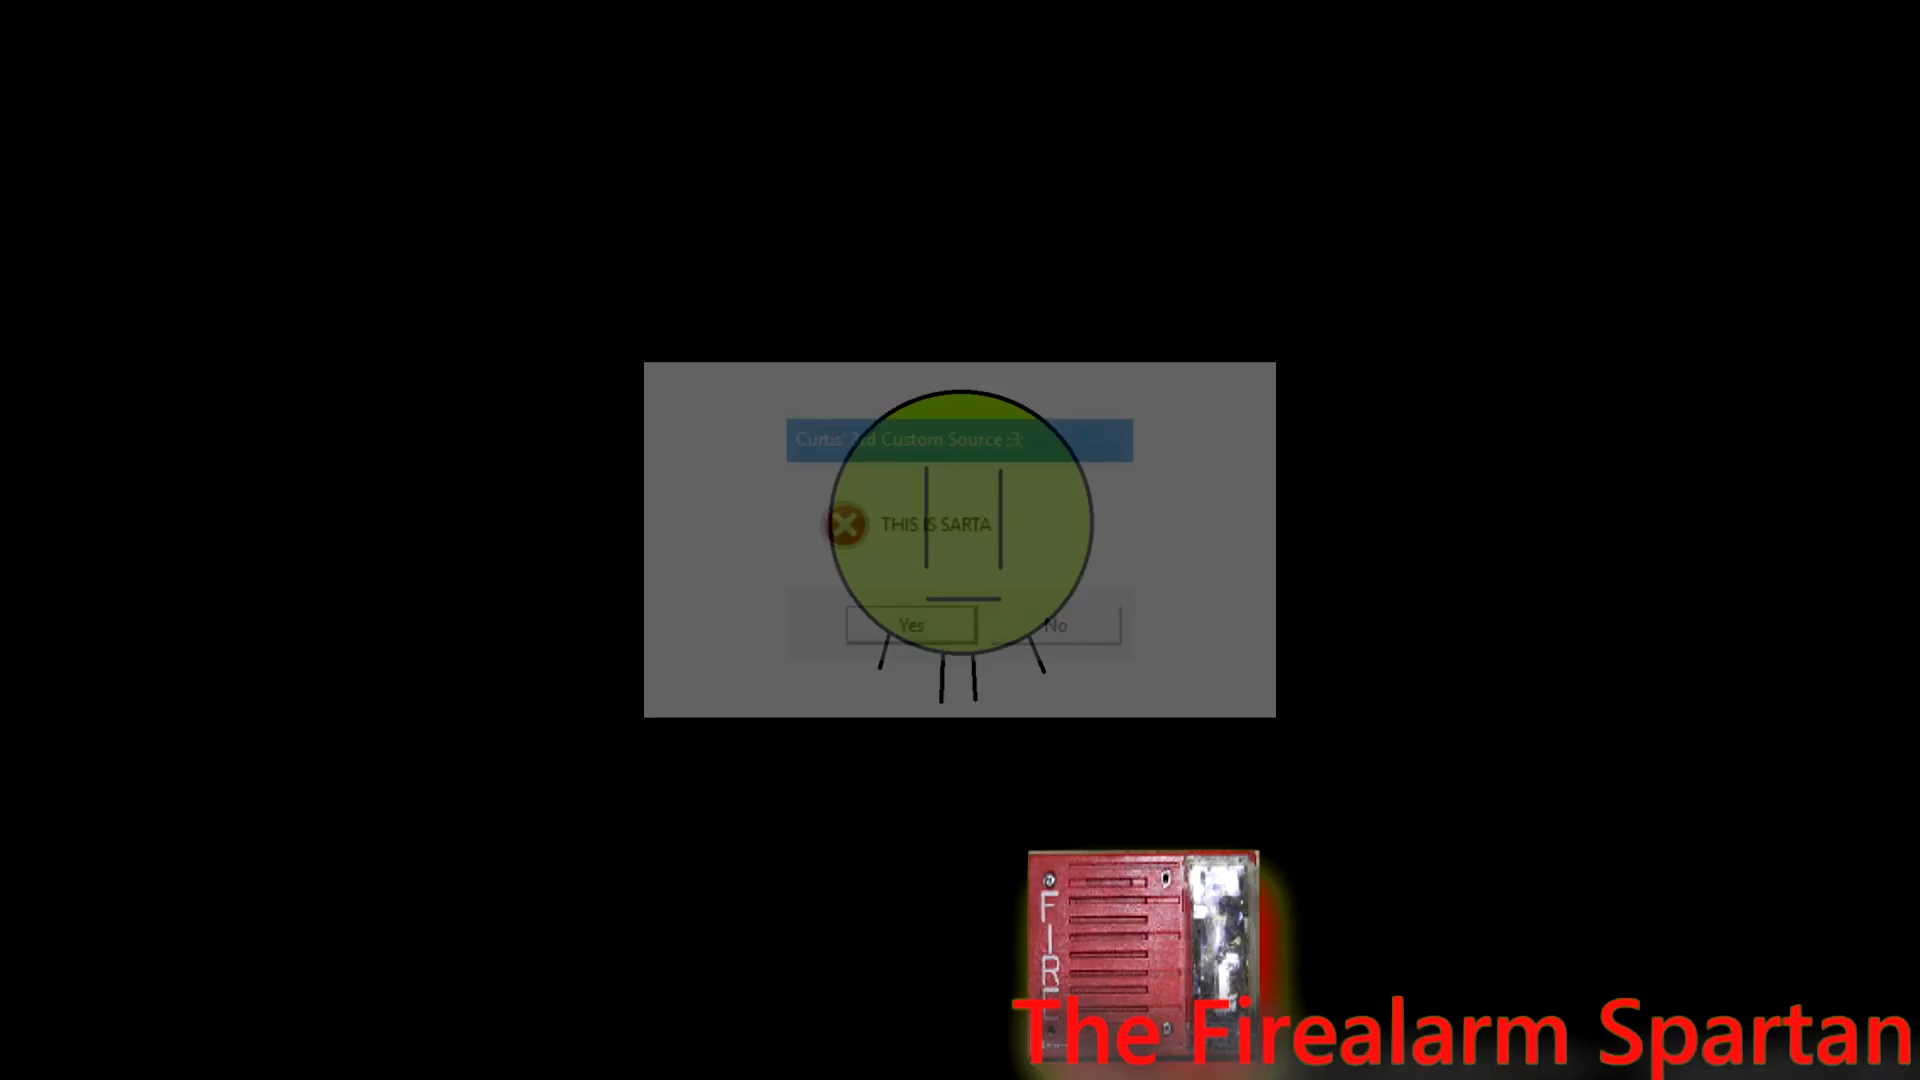 Curtis' 3rd Custom Source :3;
THIS IS SARTA
Yes
No
FIRE
The Firealarm Spartan